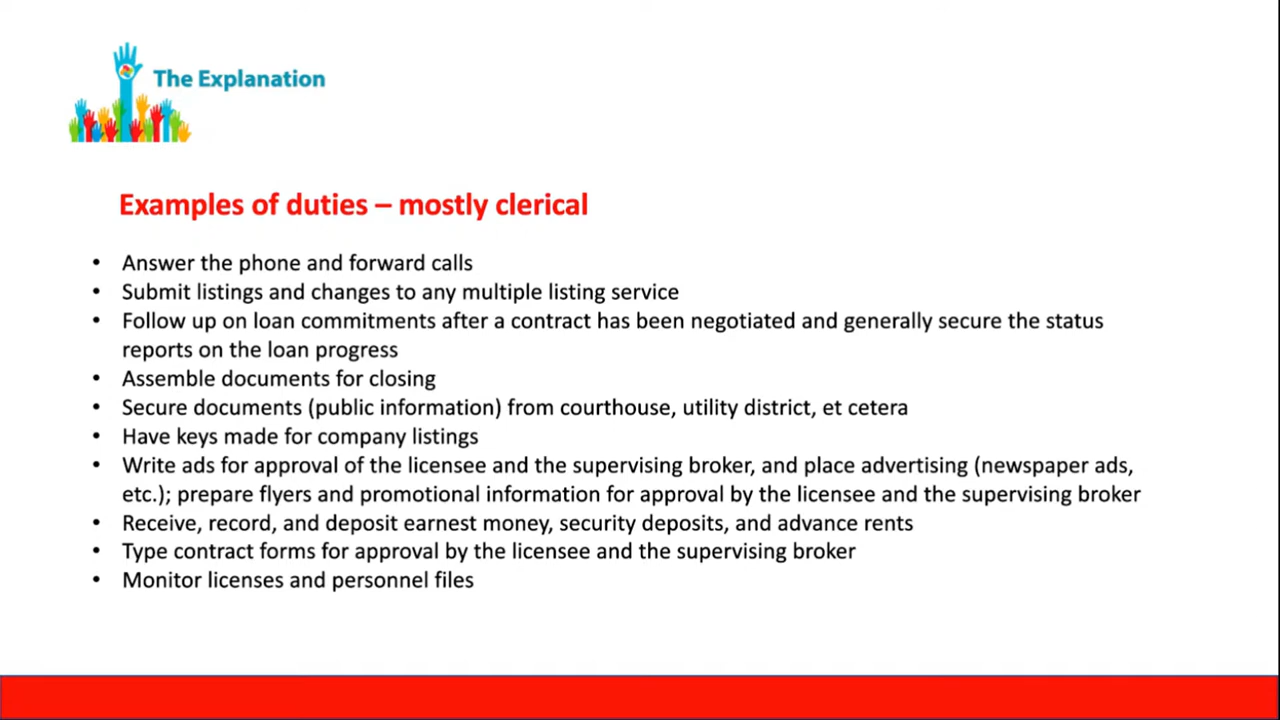 The Explanation
Examples of duties – mostly clerical
• Answer the phone and forward calls
• Submit listings and changes to any multiple listing service
• Follow up on loan commitments after a contract has been negotiated and generally secure the status
reports on the loan progress
• Assemble documents for closing
• Secure documents (public information) from courthouse, utility district, et cetera
• Have keys made for company listings
• Write ads for approval of the licensee and the supervising broker, and place advertising (newspaper ads,
etc.); prepare flyers and promotional information for approval by the licensee and the supervising broker
• Receive, record, and deposit earnest money, security deposits, and advance rents
• Type contract forms for approval by the licensee and the supervising broker
• Monitor licenses and personnel files